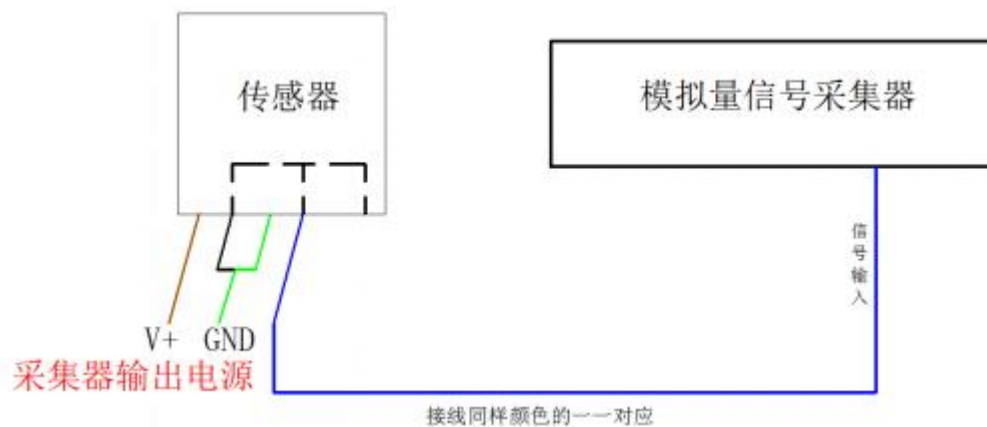 传感器
模拟量信号采集器
信号输入
V+ GND
采集器输出电源
接线同样颜色的一一对应